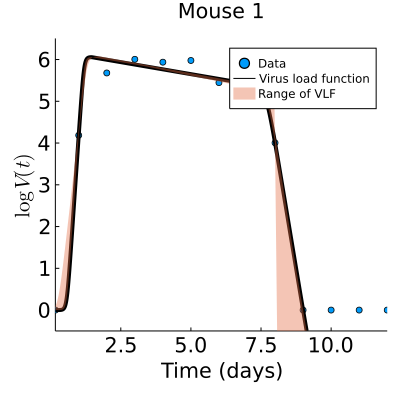 Mouse 1
Data
Virus load function
Range of VLF
log V(t)
6
5
4
3
2
1
0
2.5 5.0 7.5 10.0
Time (days)